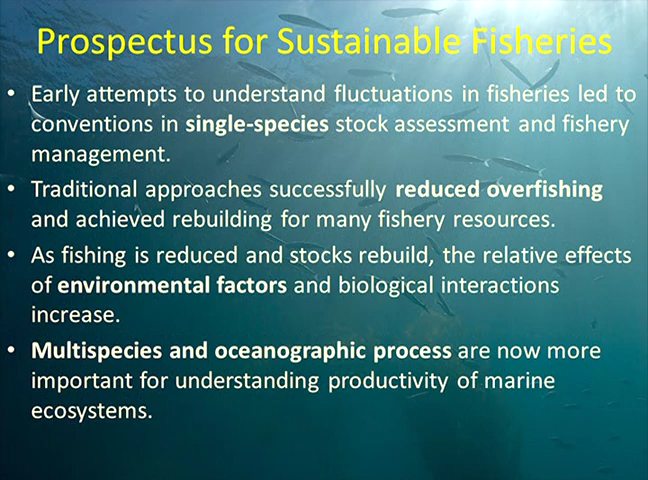 Prospectus for Sustainable Fisheries
• Early attempts to understand fluctuations in fisheries led to
conventions in single-species stock assessment and fishery
management.
• Traditional approaches successfully reduced overfishing
and achieved rebuilding for many fishery resources.
• As fishing is reduced and stocks rebuild, the relative effects
of environmental factors and biological interactions
increase.
• Multispecies and oceanographic process are now more
important for understanding productivity of marine
ecosystems.